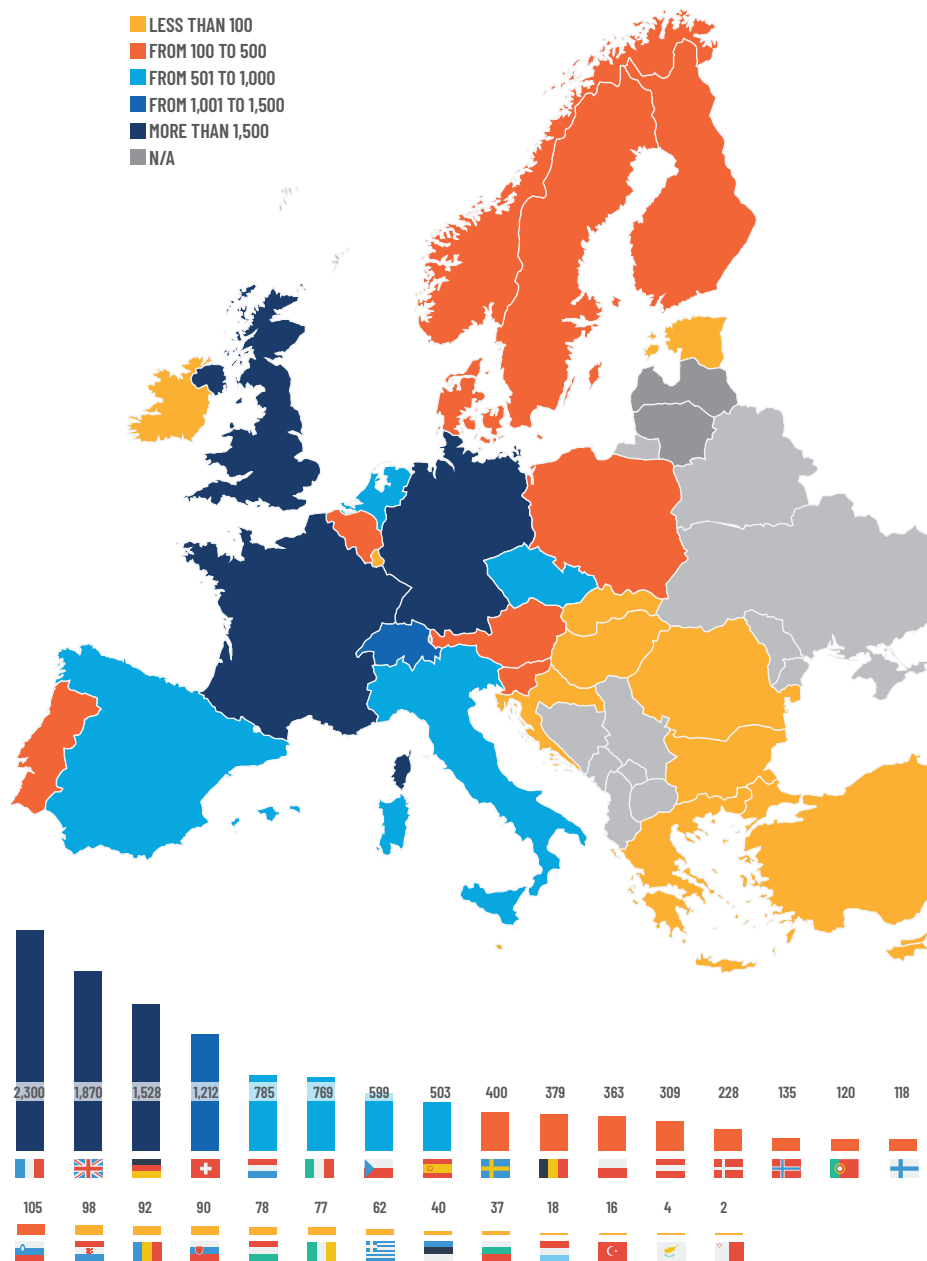 LESS THAN 100
FROM 100 TO 500
FROM 501 TO 1,000
FROM 1,001 TO 1,500
MORE THAN 1,500
N/A
2,300 1,870 1,528 1,212 785 769 599 503 400 379 363 309 228 135 120 118
105 98 92 90 78 77 62 40 37 18 16 4 2